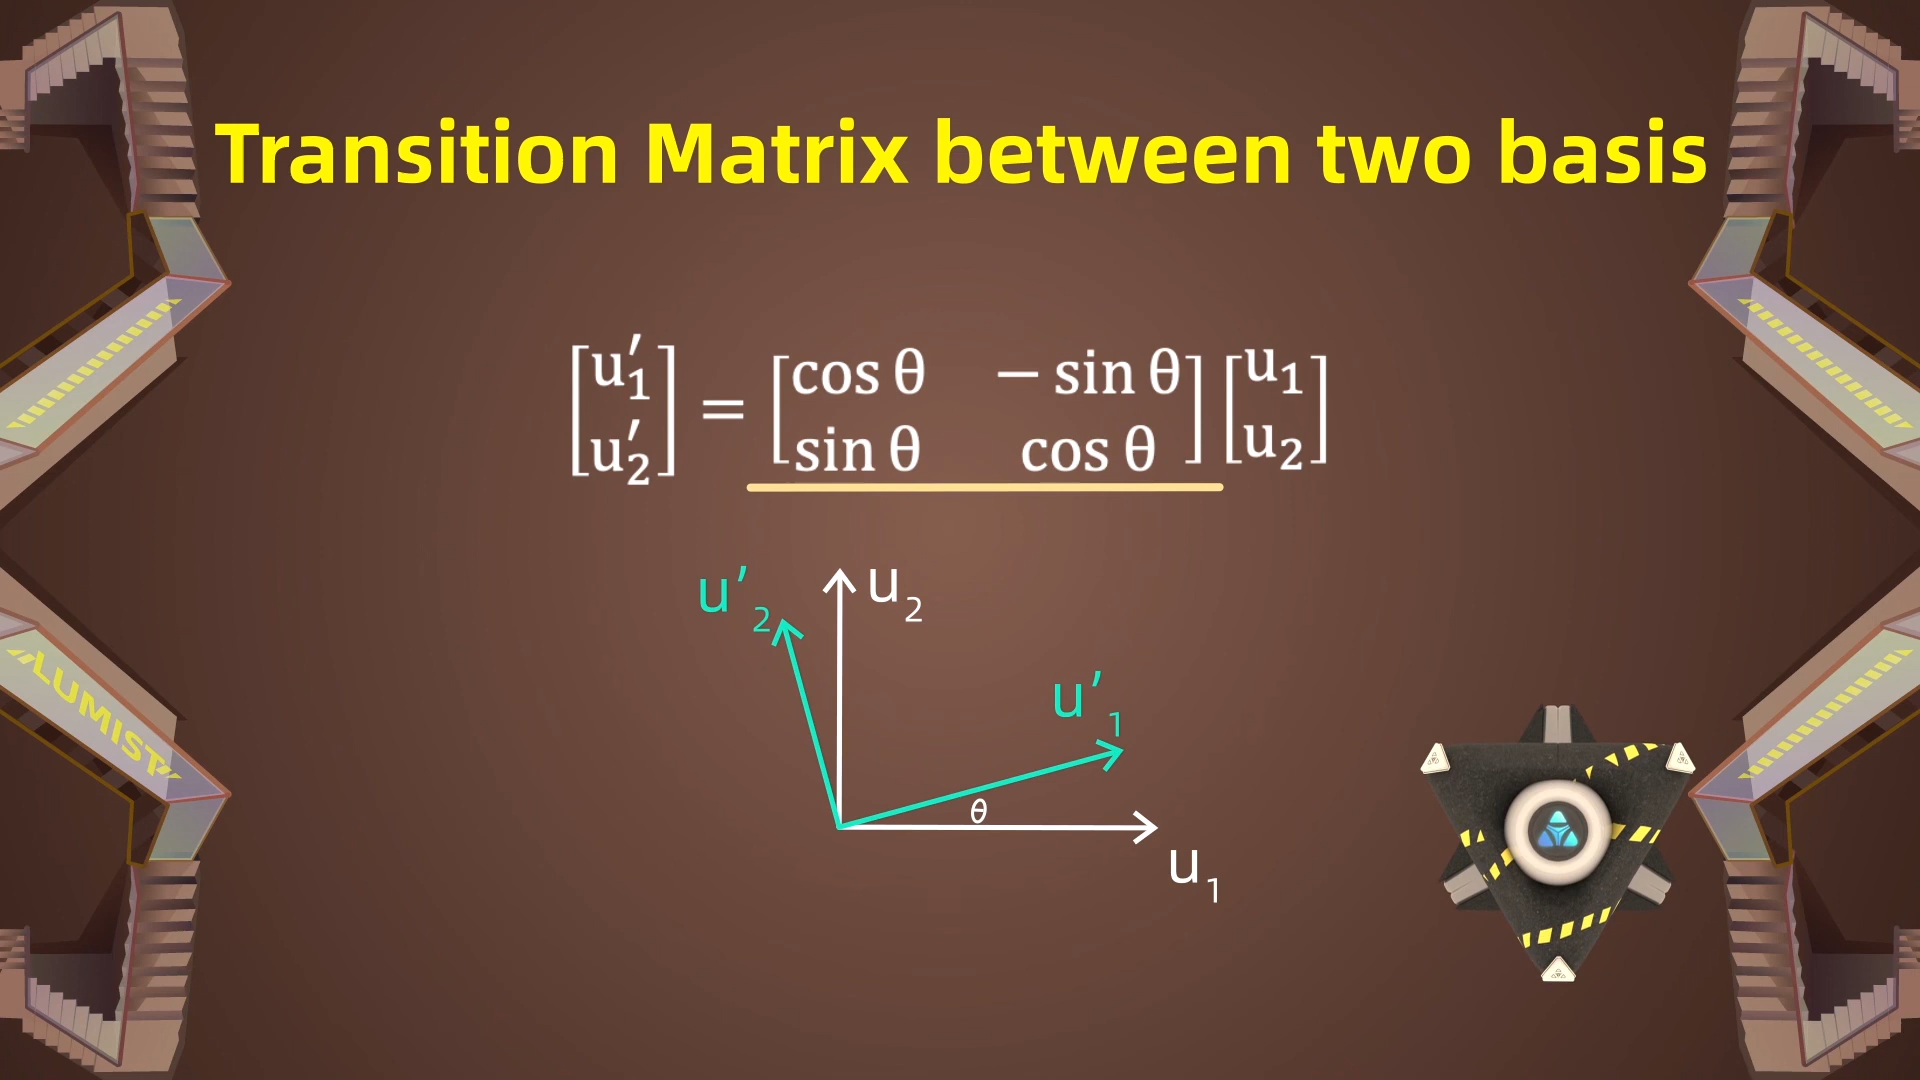 Transition Matrix between two basis
[u′₁ u′₂] = [cos θ − sin θ sin θ cos θ] [u₁ u₂]
u’₂
u₂
u’₁
θ
u₁
LUMIST